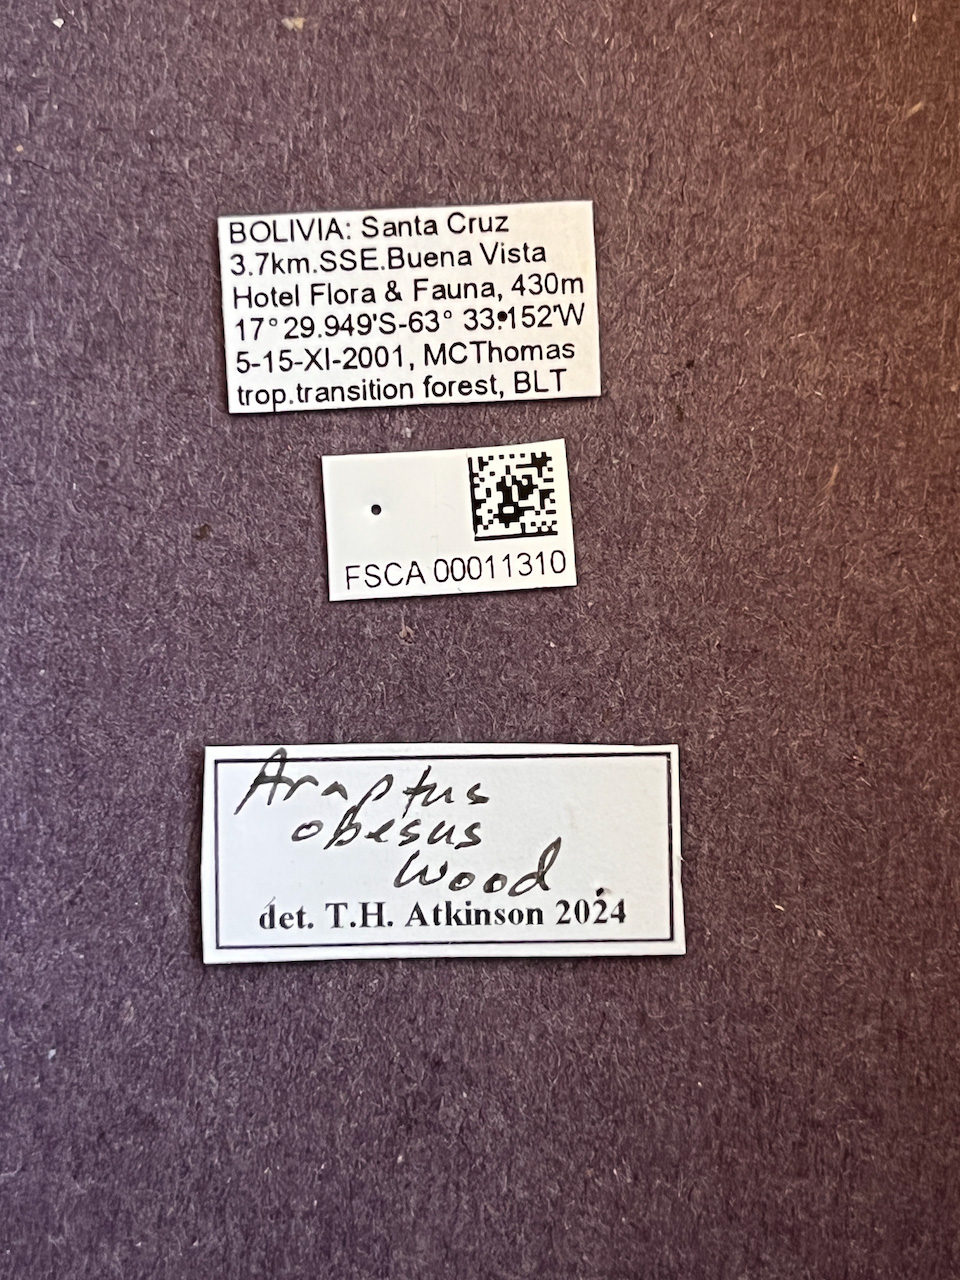 BOLIVIA: Santa Cruz
3.7km.SSE.Buena Vista
Hotel Flora & Fauna, 430m
17° 29.949'S-63° 33.152'W
5-15-XI-2001, MCThomas
trop.transition forest, BLT
FSCA 00011310
Araptus
obesus
Wood
det. T.H. Atkinson 2024